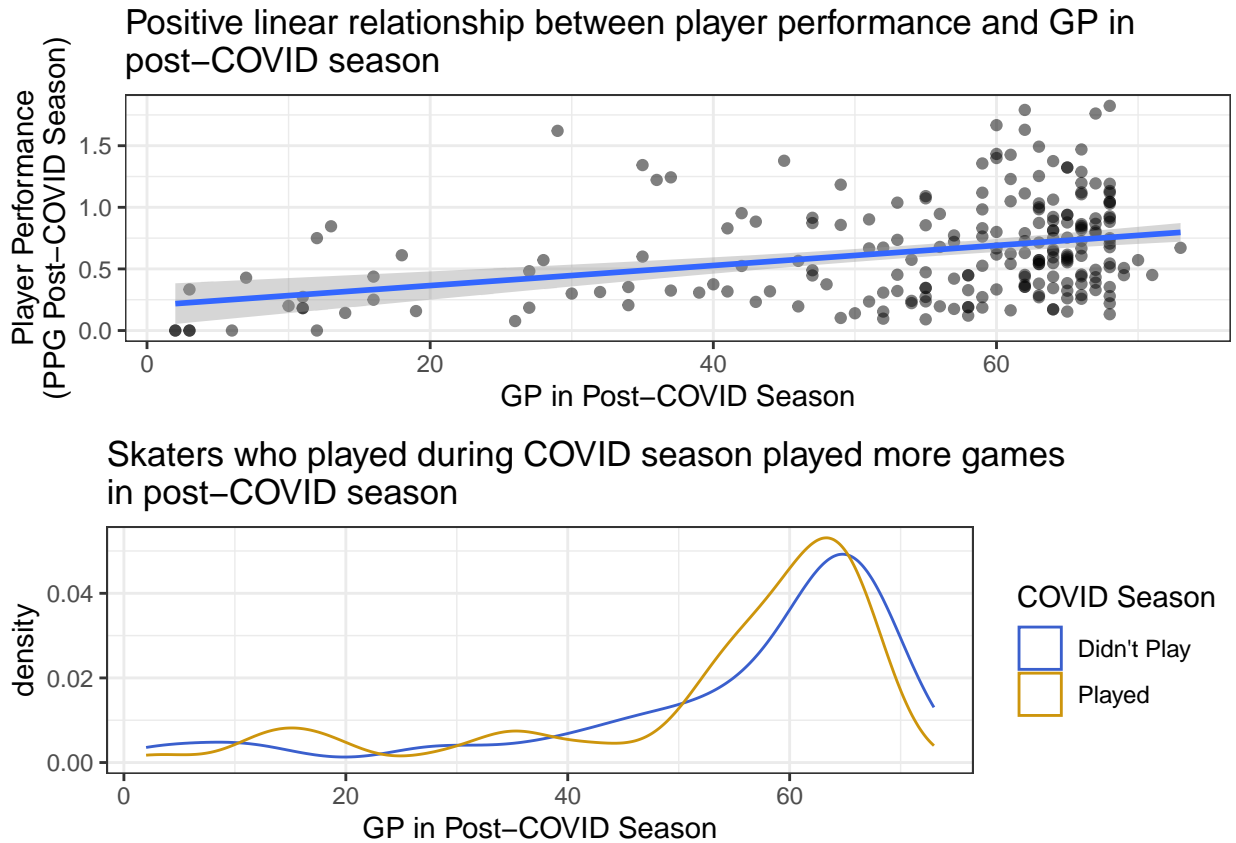 Positive linear relationship between player performance and GP in
post−COVID season
Player Performance
(PPG Post−COVID Season)
1.5
1.0
0.5
0.0
0 20 40 60
GP in Post−COVID Season
Skaters who played during COVID season played more games
in post−COVID season
density
0.04
0.02
0.00
0 20 40 60
GP in Post−COVID Season
COVID Season
Didn't Play
Played